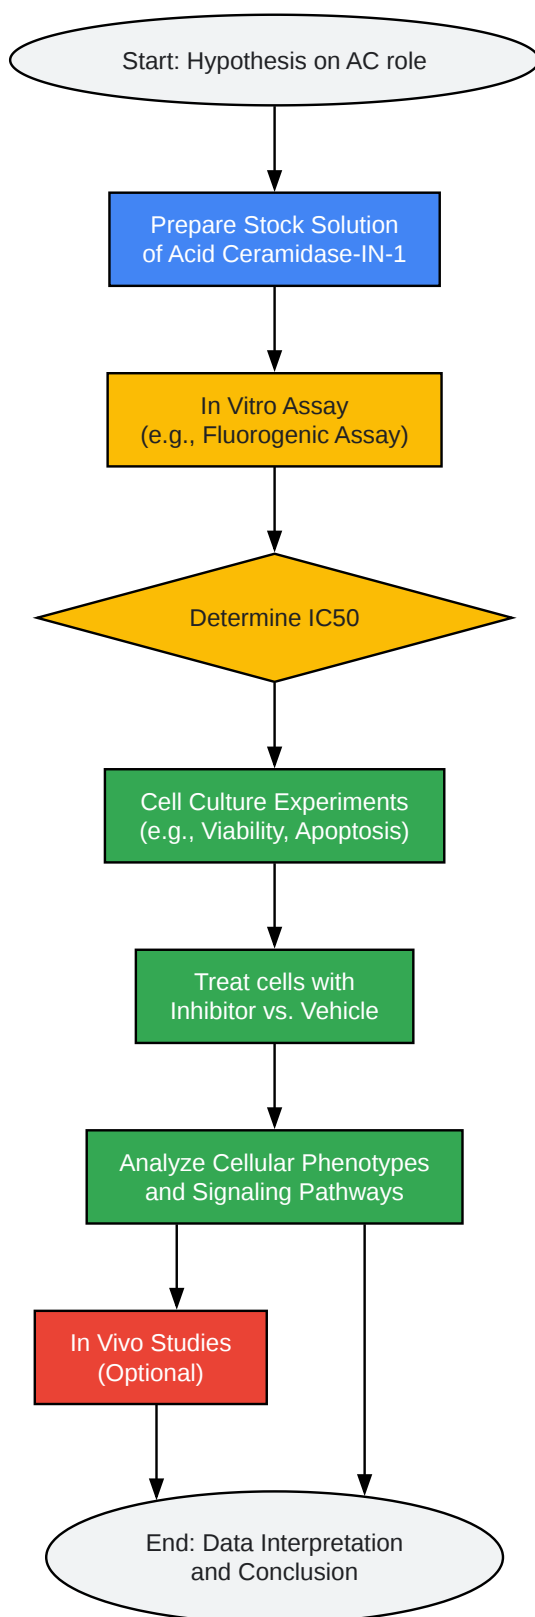 Start: Hypothesis on AC role
Prepare Stock Solution
of Acid Ceramidase-IN-1
In Vitro Assay
(e.g., Fluorogenic Assay)
Determine IC50
Cell Culture Experiments
(e.g., Viability, Apoptosis)
Treat cells with
Inhibitor vs. Vehicle
Analyze Cellular Phenotypes
and Signaling Pathways
In Vivo Studies
(Optional)
End: Data Interpretation
and Conclusion